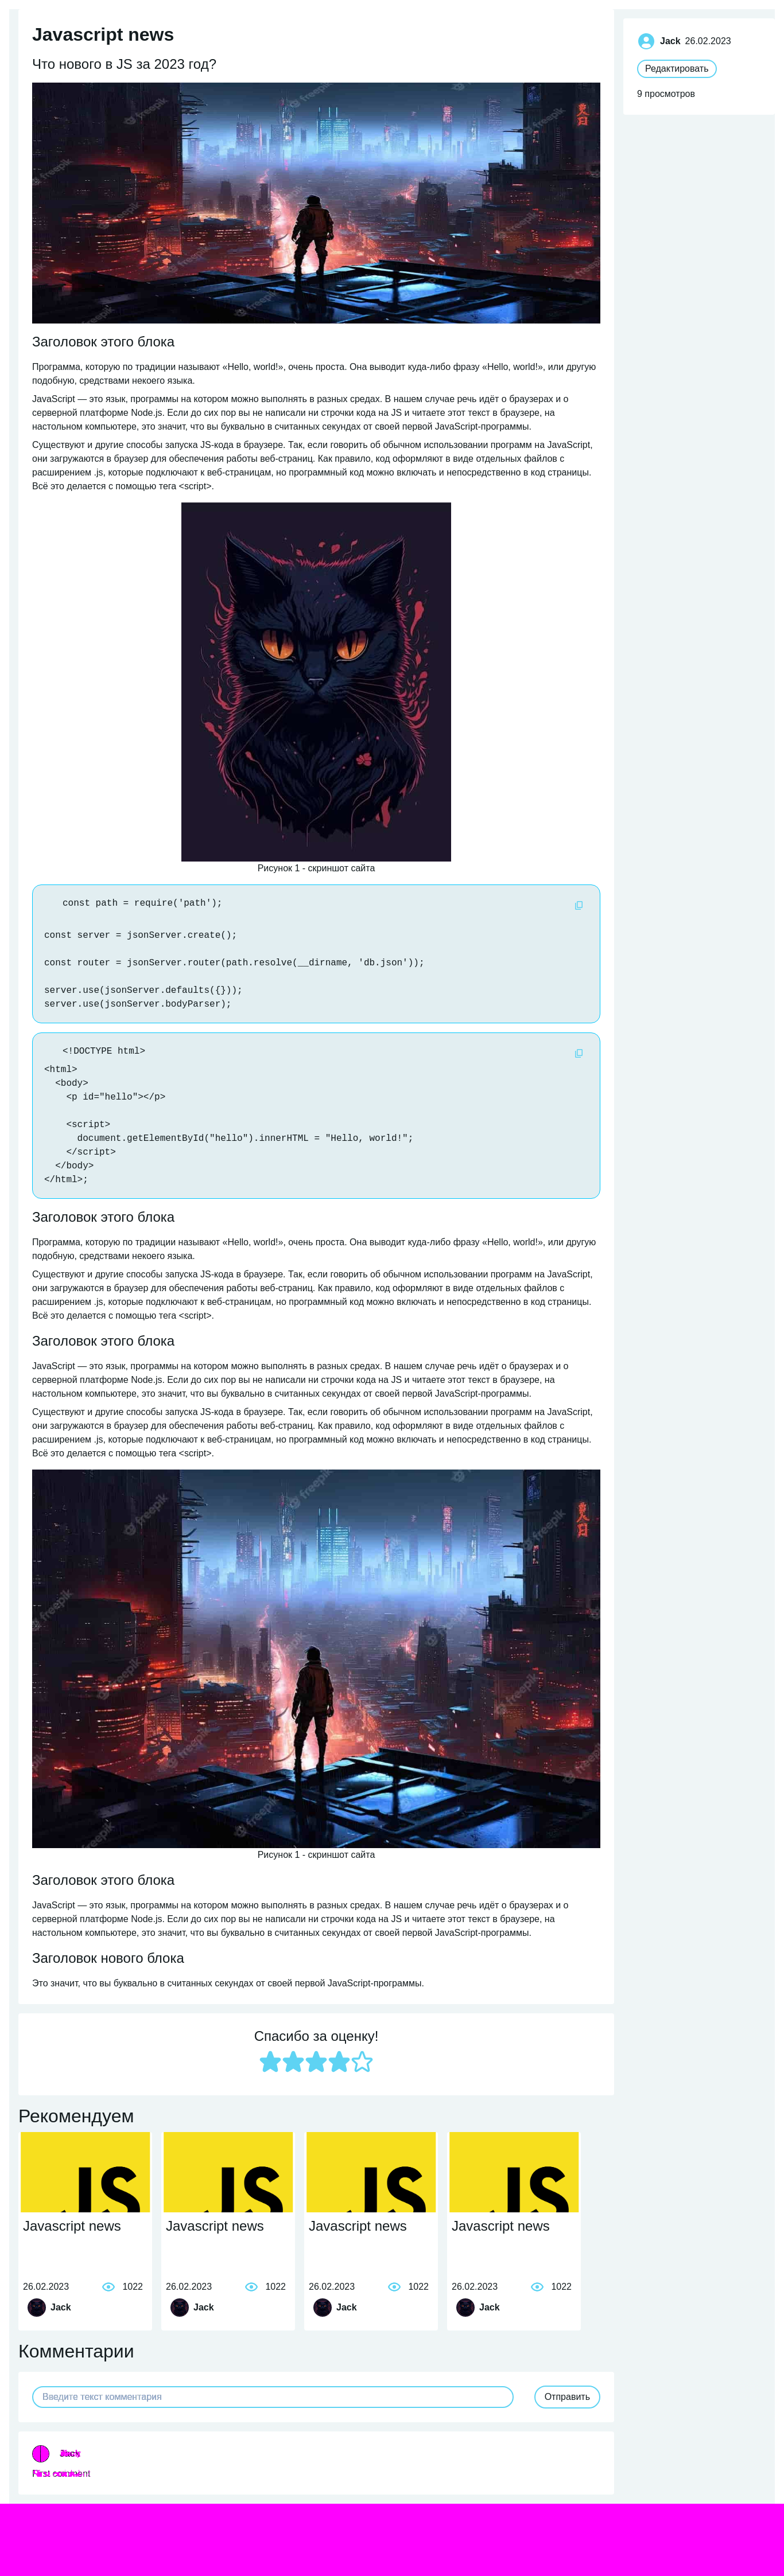 Javascript news
Что нового в JS за 2023 год?
Jack 26.02.2023
Редактировать
9 просмотров
Заголовок этого блока
Программа, которую по традиции называют «Hello, world!», очень проста. Она выводит куда-либо фразу «Hello, world!», или другую
подобную, средствами некоего языка.
JavaScript — это язык, программы на котором можно выполнять в разных средах. В нашем случае речь идёт о браузерах и о
серверной платформе Node.js. Если до сих пор вы не написали ни строчки кода на JS и читаете этот текст в браузере, на
настольном компьютере, это значит, что вы буквально в считанных секундах от своей первой JavaScript-программы.
Существуют и другие способы запуска JS-кода в браузере. Так, если говорить об обычном использовании программ на JavaScript,
они загружаются в браузер для обеспечения работы веб-страниц. Как правило, код оформляют в виде отдельных файлов с
расширением .js, которые подключают к веб-страницам, но программный код можно включать и непосредственно в код страницы.
Всё это делается с помощью тега <script>.
Рисунок 1 - скриншот сайта
const path = require('path');
const server = jsonServer.create();
const router = jsonServer.router(path.resolve(__dirname, 'db.json'));
server.use(jsonServer.defaults({}));
server.use(jsonServer.bodyParser);
<!DOCTYPE html>
<html>
<body>
<p id="hello"></p>
<script>
document.getElementById("hello").innerHTML = "Hello, world!";
</script>
</body>
</html>;
Заголовок этого блока
Программа, которую по традиции называют «Hello, world!», очень проста. Она выводит куда-либо фразу «Hello, world!», или другую
подобную, средствами некоего языка.
Существуют и другие способы запуска JS-кода в браузере. Так, если говорить об обычном использовании программ на JavaScript,
они загружаются в браузер для обеспечения работы веб-страниц. Как правило, код оформляют в виде отдельных файлов с
расширением .js, которые подключают к веб-страницам, но программный код можно включать и непосредственно в код страницы.
Всё это делается с помощью тега <script>.
Заголовок этого блока
JavaScript — это язык, программы на котором можно выполнять в разных средах. В нашем случае речь идёт о браузерах и о
серверной платформе Node.js. Если до сих пор вы не написали ни строчки кода на JS и читаете этот текст в браузере, на
настольном компьютере, это значит, что вы буквально в считанных секундах от своей первой JavaScript-программы.
Существуют и другие способы запуска JS-кода в браузере. Так, если говорить об обычном использовании программ на JavaScript,
они загружаются в браузер для обеспечения работы веб-страниц. Как правило, код оформляют в виде отдельных файлов с
расширением .js, которые подключают к веб-страницам, но программный код можно включать и непосредственно в код страницы.
Всё это делается с помощью тега <script>.
Рисунок 1 - скриншот сайта
Заголовок этого блока
JavaScript — это язык, программы на котором можно выполнять в разных средах. В нашем случае речь идёт о браузерах и о
серверной платформе Node.js. Если до сих пор вы не написали ни строчки кода на JS и читаете этот текст в браузере, на
настольном компьютере, это значит, что вы буквально в считанных секундах от своей первой JavaScript-программы.
Заголовок нового блока
Это значит, что вы буквально в считанных секундах от своей первой JavaScript-программы.
Спасибо за оценку!
Рекомендуем
JS JS JS JS
Javascript news Javascript news Javascript news Javascript news
26.02.2023 1022 26.02.2023 1022 26.02.2023 1022 26.02.2023 1022
Jack Jack Jack Jack
Комментарии
Введите текст комментария Отправить
Jack
First comment